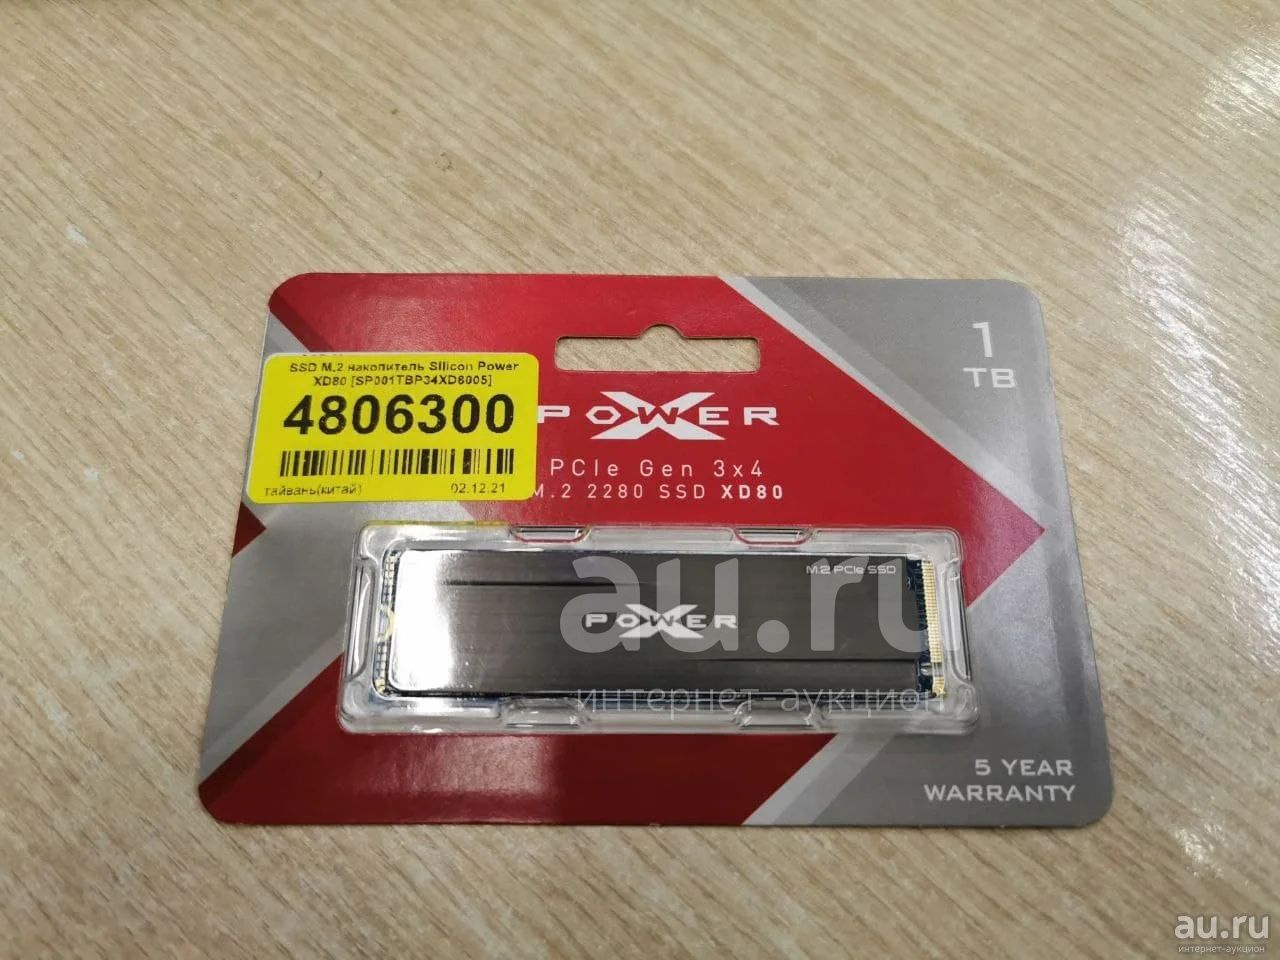 1
TB
SSD M.2 накопитель Silicon Power
XD80 [SP001TBP34XD8005]
4806300
тайвань(китай) 02.12.21
POWER
PCIe Gen 3x4
M.2 2280 SSD XD80
M.2 PCIe SSD
XPOWER
au.ru
интернет-аукцион
5 YEAR
WARRANTY
au.ru
интернет-аукцион